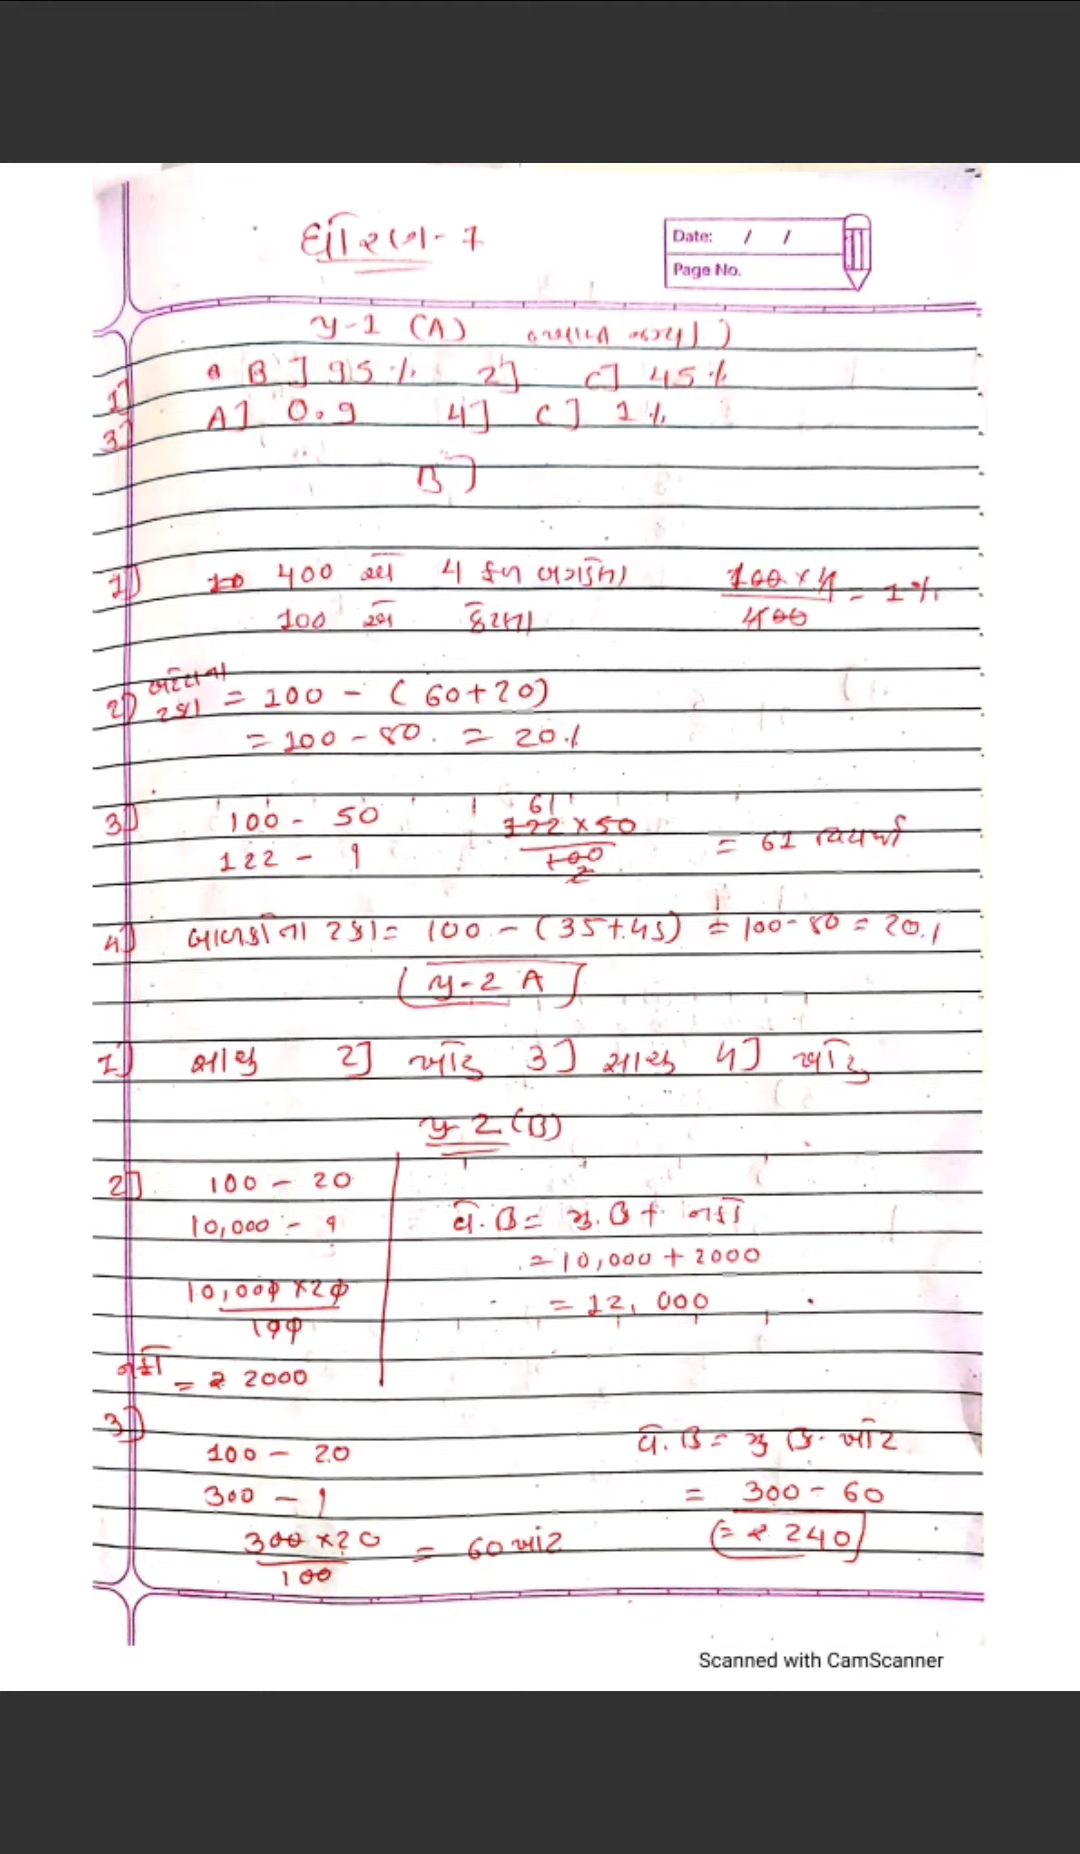 ધોરણ - 7
Date: / /
Page No.
પ્ર-1 (A)
1] B] 95 % 2] C] 45 %
3] A] 0.9 4] C] 1 %
B]
1] 400 એ 4 ફળ બગડેલા 100 × 4 / 400 = 1 %
100 એ કેટલા
2] = 100 - ( 60 + 20 )
= 100 - 80 = 20 %
3] 100 - 50 122 × 50 / 100 = 61
122 - ?
4] બાળકોના ટકા = 100 - ( 35 + 45 ) = 100 - 80 = 20 %
પ્ર-2 A
1] સાચું 2] ખોટું 3] સાચું 4] ખોટું
પ્ર 2 (B)
2] 100 - 20
10,000 - ?
10,000 × 20 / 100
નફો = ₹ 2000
વે. કિં = મૂ. કિં + નફો
= 10,000 + 2000
= 12,000
3]
100 - 20
300 - ?
300 × 20 / 100 = 60 ખોટ
વે. કિં = મૂ. કિં - ખોટ
= 300 - 60
= ₹ 240
Scanned with CamScanner